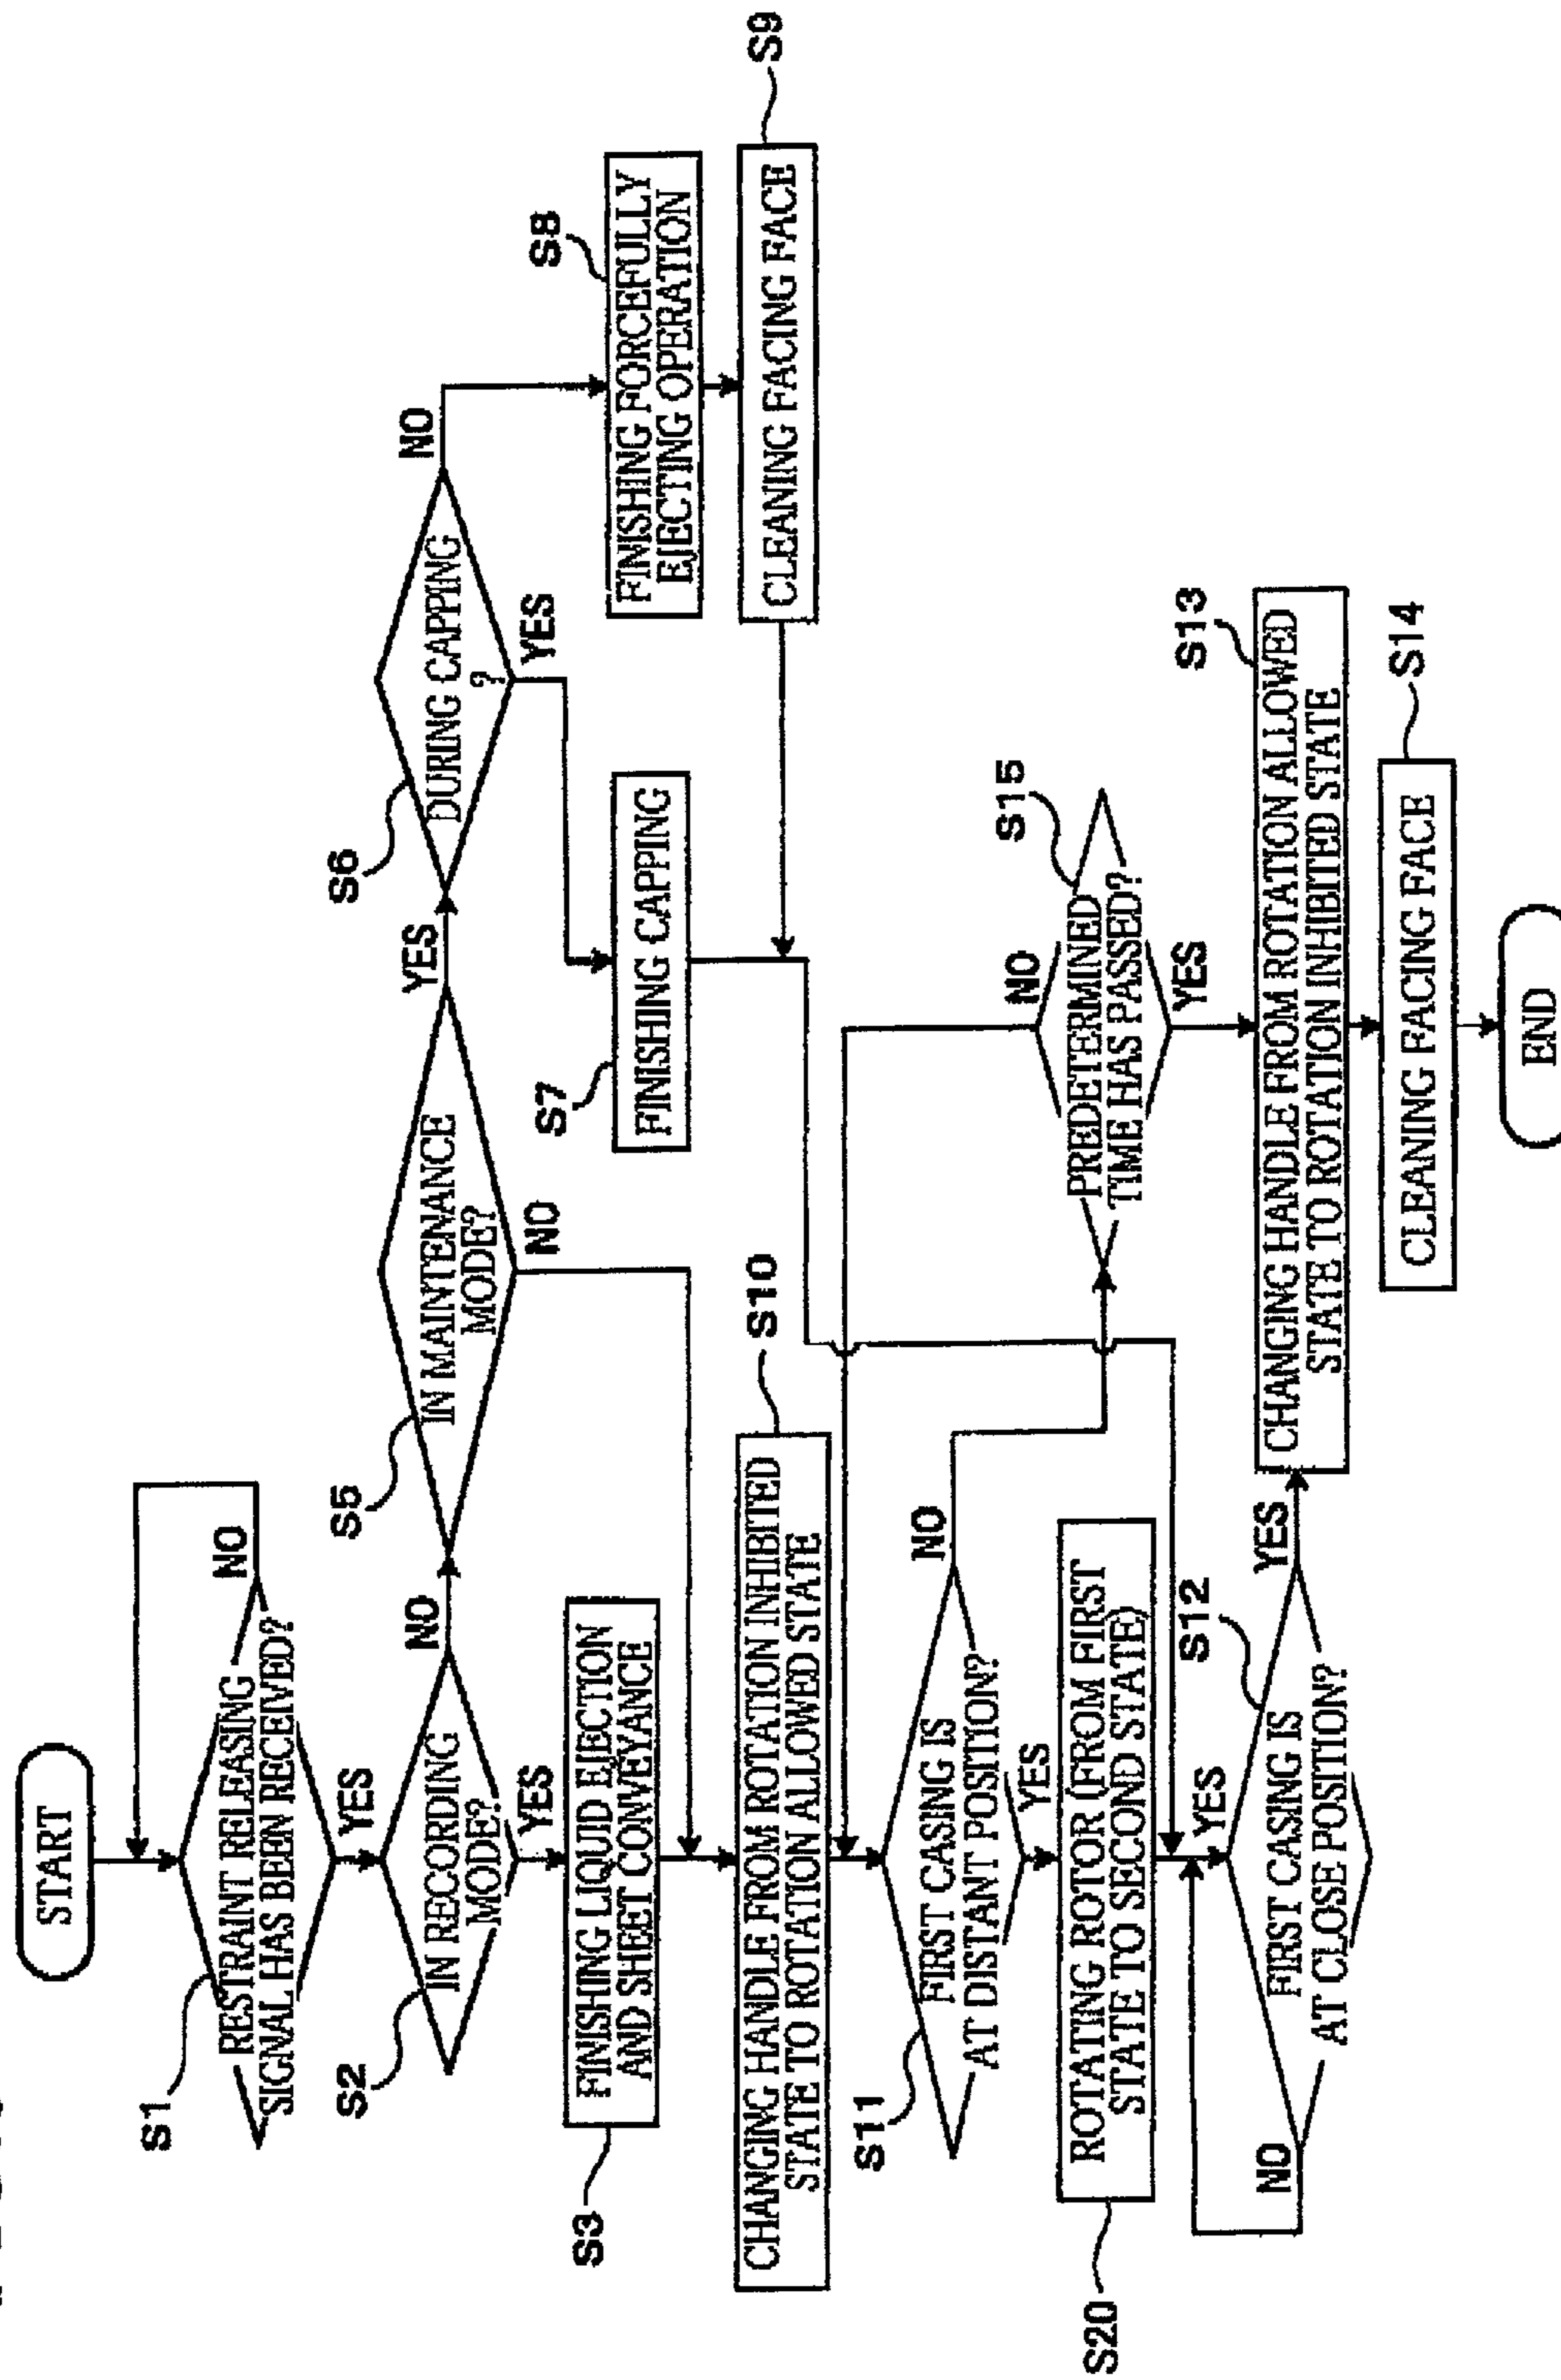 START
S1
RESTRAINT RELEASING
SIGNAL HAS BEEN RECEIVED?
NO
YES
S2
IN RECORDING
MODE?
NO
YES
S3
FINISHING LIQUID EJECTION
AND SHEET CONVEYANCE
S5
IN MAINTENANCE
MODE?
YES
NO
S6
DURING CAPPING
?
NO
YES
S7
FINISHING CAPPING
S8
FINISHING FORCEFULLY
EJECTING OPERATION
S9
CLEANING FACING FACE
S10
CHANGING HANDLE FROM ROTATION INHIBITED
STATE TO ROTATION ALLOWED STATE
S11
FIRST CASING IS
AT DISTANT POSITION?
NO
YES
S15
PREDETERMINED
TIME HAS PASSED?
NO
YES
S20
ROTATING ROTOR (FROM FIRST
STATE TO SECOND STATE)
YES
S12
FIRST CASING IS
AT CLOSE POSITION?
NO
YES
S13
CHANGING HANDLE FROM ROTATION ALLOWED
STATE TO ROTATION INHIBITED STATE
S14
CLEANING FACING FACE
END